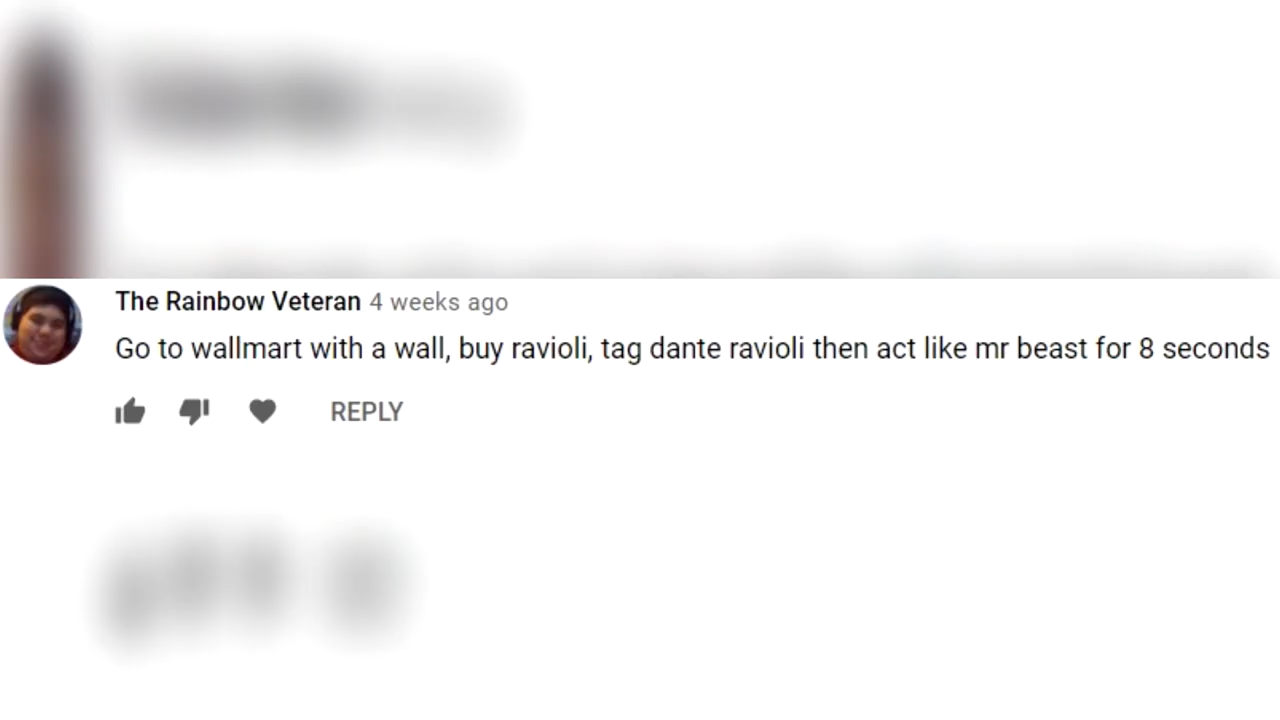 The Rainbow Veteran 4 weeks ago
Go to wallmart with a wall, buy ravioli, tag dante ravioli then act like mr beast for 8 seconds
REPLY